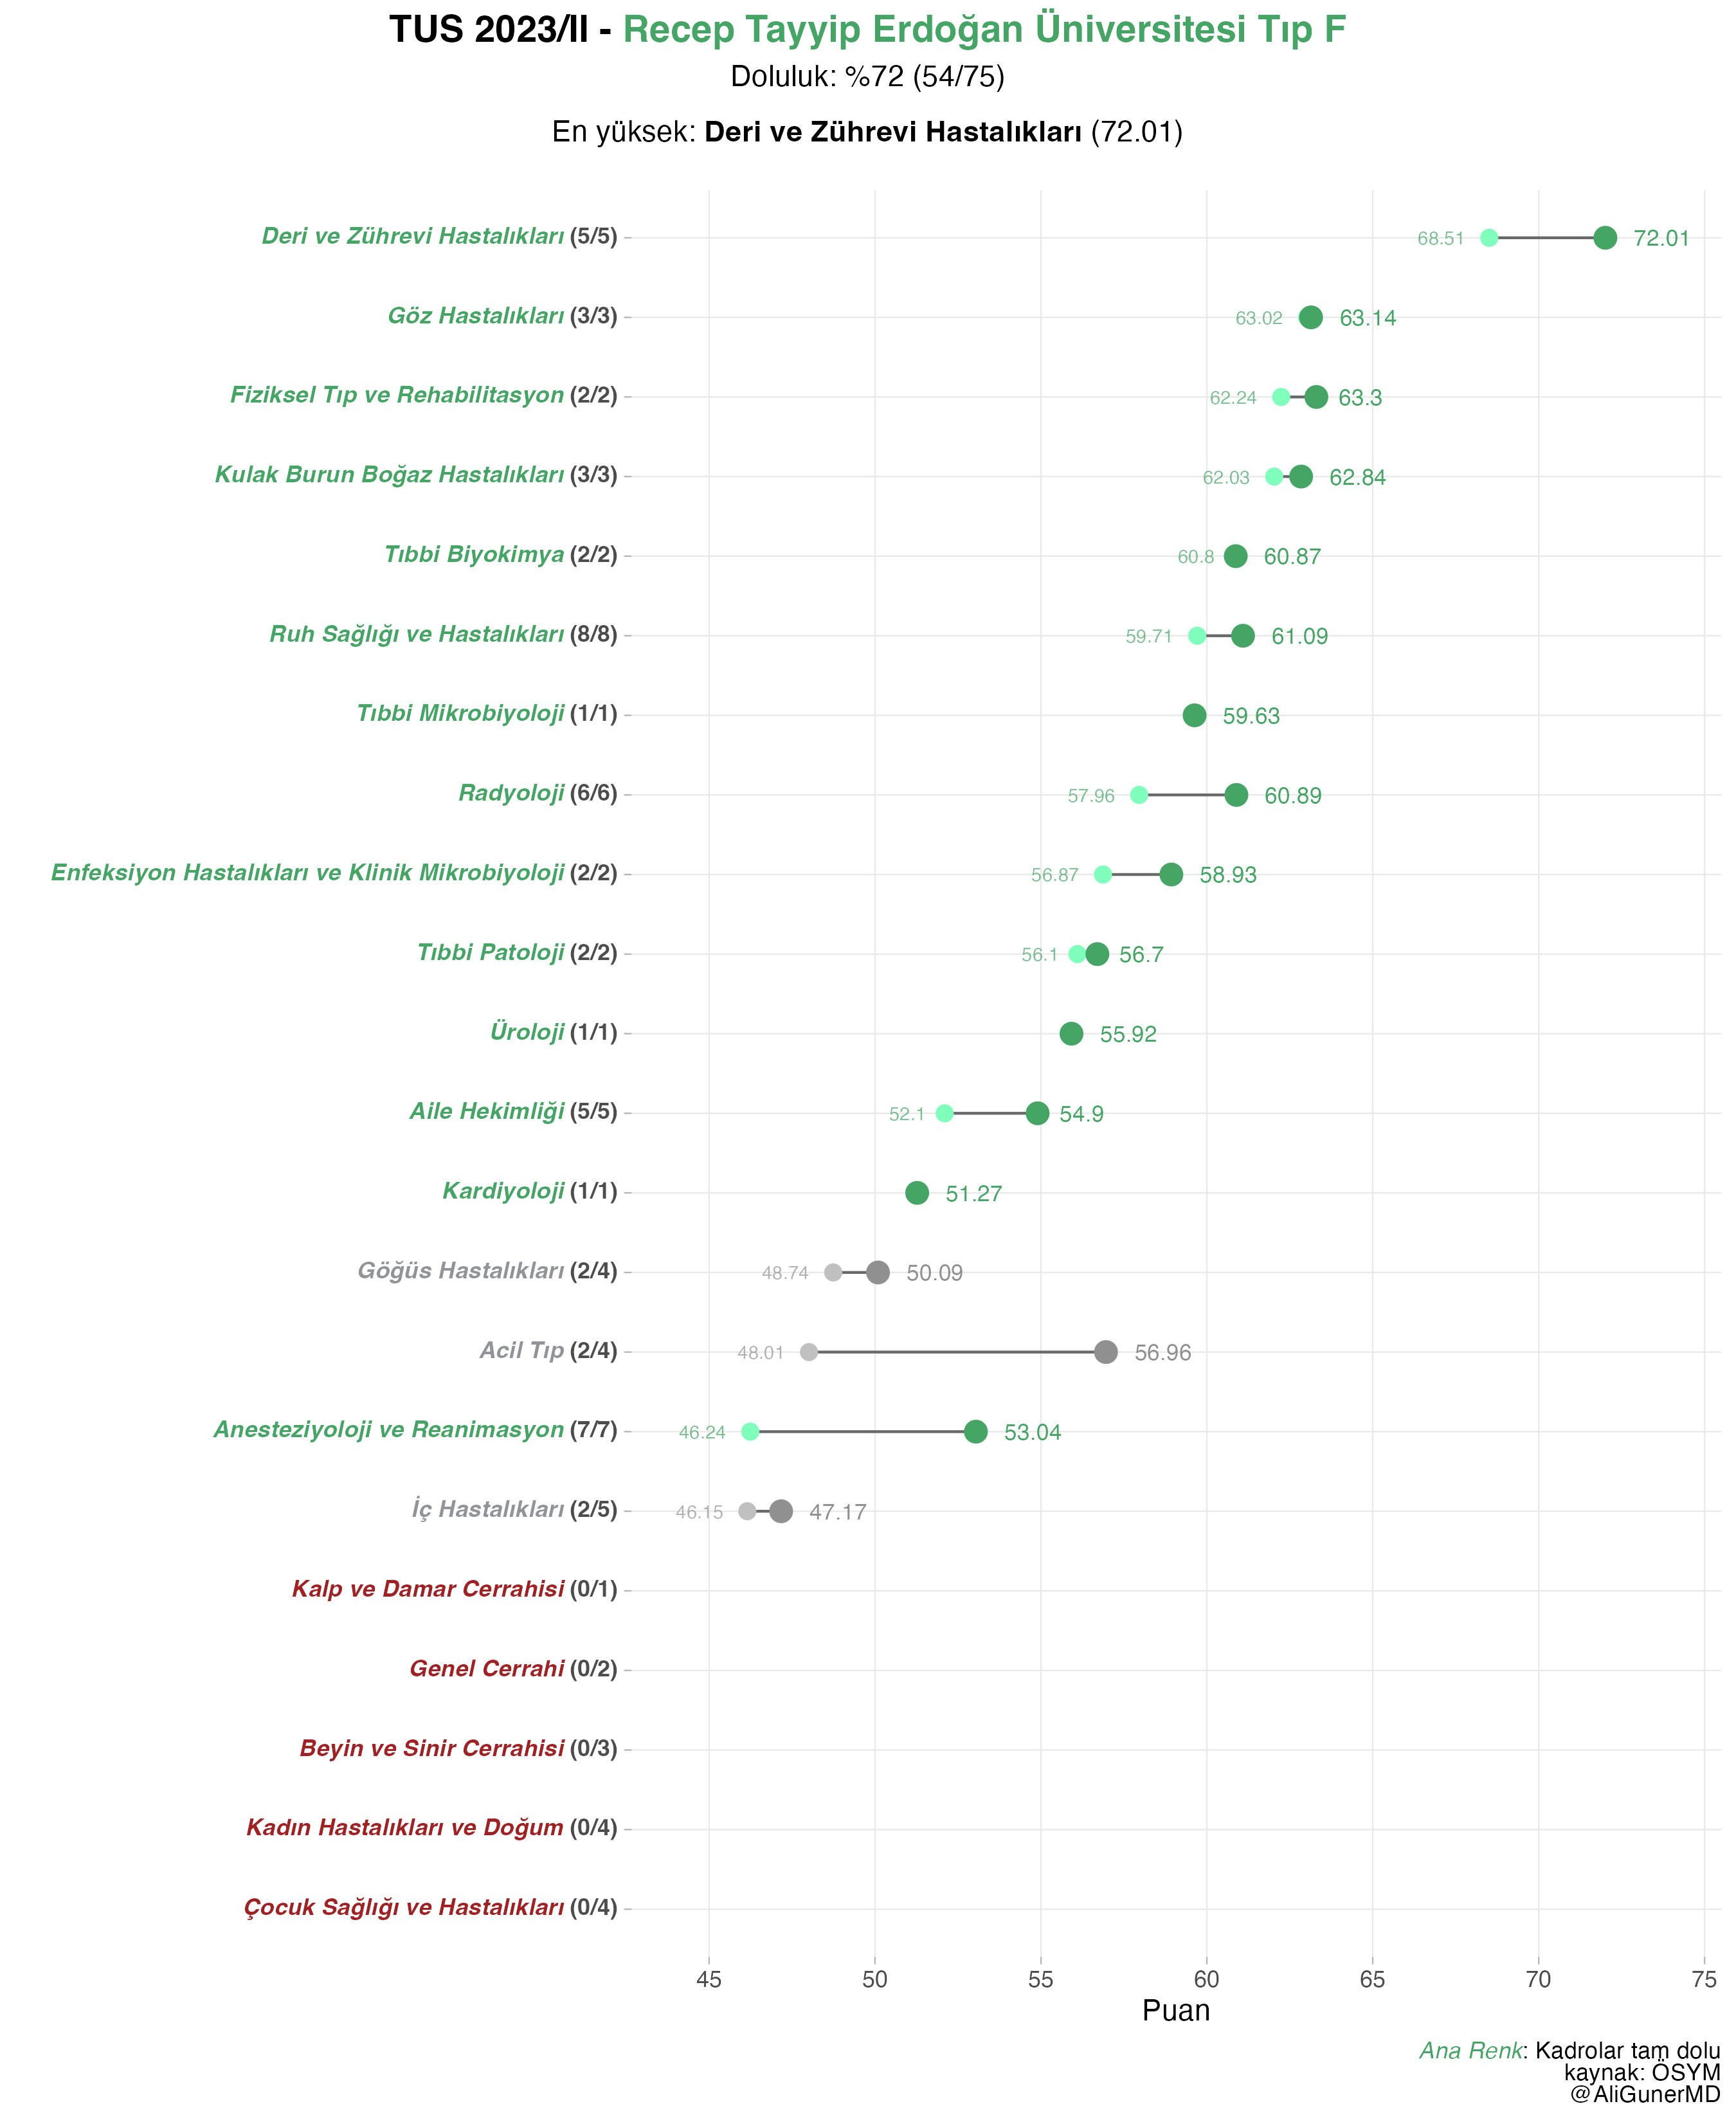 TUS 2023/II - Recep Tayyip Erdoğan Üniversitesi Tıp F
Doluluk: %72 (54/75)
En yüksek: Deri ve Zührevi Hastalıkları (72.01)
Deri ve Zührevi Hastalıkları (5/5) 68.51 72.01
Göz Hastalıkları (3/3) 63.02 63.14
Fiziksel Tıp ve Rehabilitasyon (2/2) 62.24 63.3
Kulak Burun Boğaz Hastalıkları (3/3) 62.03 62.84
Tıbbi Biyokimya (2/2) 60.8 60.87
Ruh Sağlığı ve Hastalıkları (8/8) 59.71 61.09
Tıbbi Mikrobiyoloji (1/1) 59.63
Radyoloji (6/6) 57.96 60.89
Enfeksiyon Hastalıkları ve Klinik Mikrobiyoloji (2/2) 56.87 58.93
Tıbbi Patoloji (2/2) 56.1 56.7
Üroloji (1/1) 55.92
Aile Hekimliği (5/5) 52.1 54.9
Kardiyoloji (1/1) 51.27
Göğüs Hastalıkları (2/4) 48.74 50.09
Acil Tıp (2/4) 48.01 56.96
Anesteziyoloji ve Reanimasyon (7/7) 46.24 53.04
İç Hastalıkları (2/5) 46.15 47.17
Kalp ve Damar Cerrahisi (0/1)
Genel Cerrahi (0/2)
Beyin ve Sinir Cerrahisi (0/3)
Kadın Hastalıkları ve Doğum (0/4)
Çocuk Sağlığı ve Hastalıkları (0/4)
45 50 55 60 65 70 75
Puan
Ana Renk: Kadrolar tam dolu
kaynak: ÖSYM
@AliGunerMD